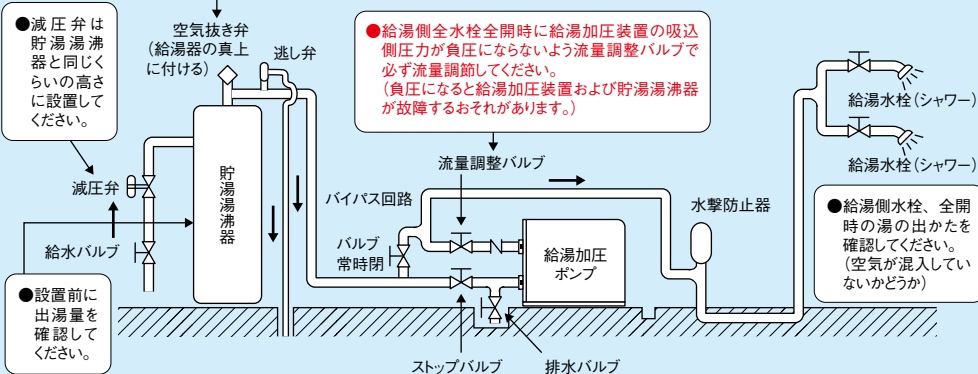 ●減圧弁は
貯湯湯沸
器と同じく
らいの高さ
に設置して
ください。
空気抜き弁
(給湯器の真上
に付ける)
逃し弁
●給湯側全水栓全開時に給湯加圧装置の吸込
側圧力が負圧にならないよう流量調整バルブで
必ず流量調節してください。
(負圧になると給湯加圧装置および貯湯湯沸器
が故障するおそれがあります。)
給湯水栓(シャワー)
給湯水栓(シャワー)
流量調整バルブ
減圧弁
貯湯湯沸器
バイパス回路
水撃防止器
●給湯側水栓、全開
時の湯の出かたを
確認してください。
(空気が混入してい
ないかどうか)
給水バルブ
バルブ
常時閉
給湯加圧
ポンプ
●設置前に
出湯量を
確認して
ください。
ストップバルブ
排水バルブ